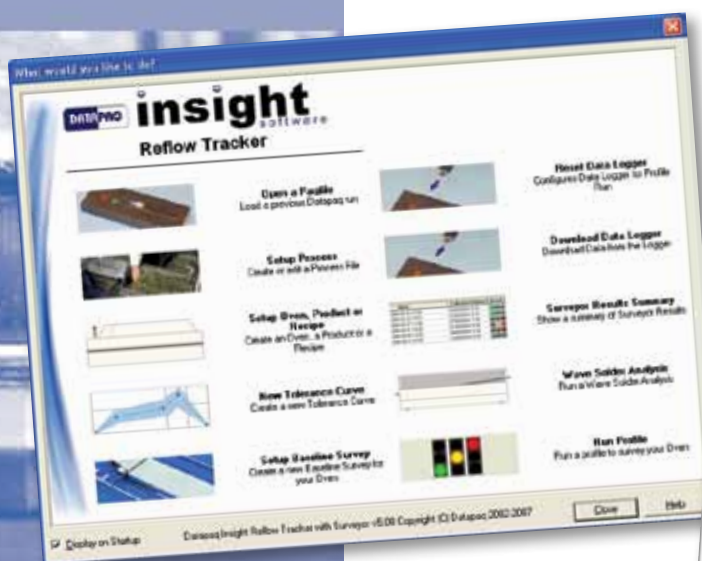 What would you like to do?
DATAPAQ insight
software
Reflow Tracker
Open a Paqfile
Load a previous Datapaq run
Setup Process
Create or edit a Process File
Setup Oven, Product or
Recipe
Create an Oven, a Product or a
Recipe
New Tolerance Curve
Create a new Tolerance Curve
Setup Baseline Survey
Create a new Baseline Survey for
your Oven
Reset Data Logger
Configures Data Logger for Profile
Run
Download Data Logger
Download Data from the Logger
Surveyor Results Summary
Show a summary of Surveyor Results
Wave Solder Analysis
Run a Wave Solder Analysis
Run Profile
Run a profile to survey your Oven
Display on Startup
Datapaq Insight Reflow Tracker with Surveyor v5.00 Copyright (C) Datapaq 2002-2007
Close
Help